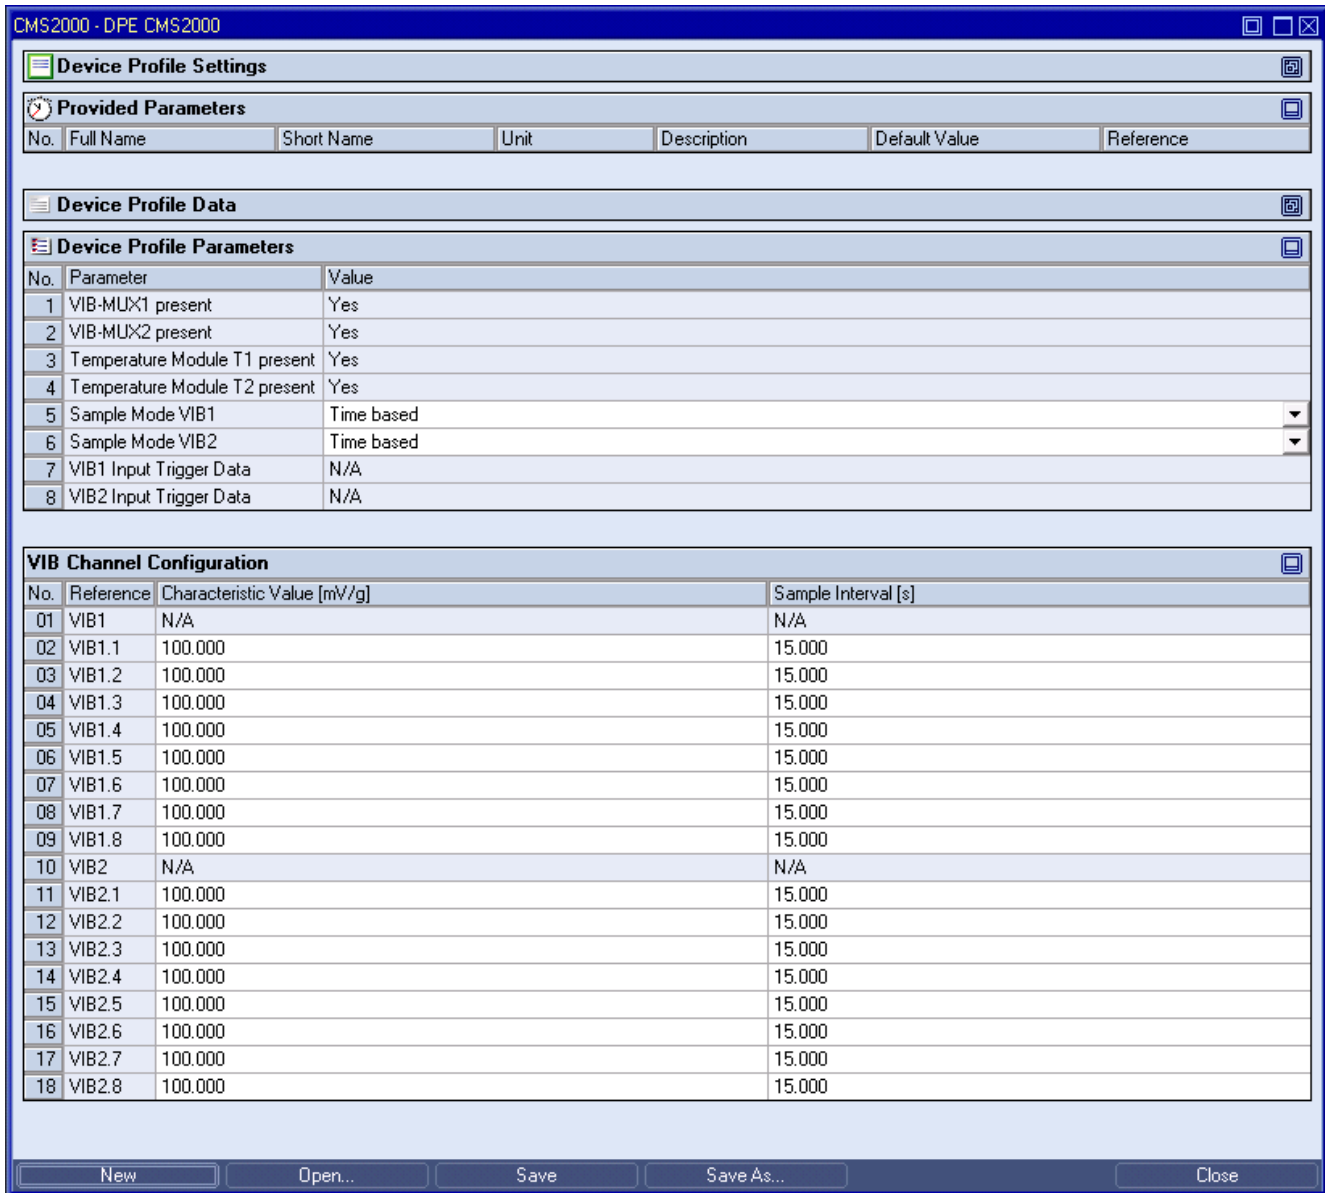 CMS2000 - DPE CMS2000
Device Profile Settings
Provided Parameters
No. Full Name Short Name Unit Description Default Value Reference
Device Profile Data
Device Profile Parameters
No. Parameter Value
1 VIB-MUX1 present Yes
2 VIB-MUX2 present Yes
3 Temperature Module T1 present Yes
4 Temperature Module T2 present Yes
5 Sample Mode VIB1 Time based
6 Sample Mode VIB2 Time based
7 VIB1 Input Trigger Data N/A
8 VIB2 Input Trigger Data N/A
VIB Channel Configuration
No. Reference Characteristic Value [mV/g] Sample Interval [s]
01 VIB1 N/A N/A
02 VIB1.1 100.000 15.000
03 VIB1.2 100.000 15.000
04 VIB1.3 100.000 15.000
05 VIB1.4 100.000 15.000
06 VIB1.5 100.000 15.000
07 VIB1.6 100.000 15.000
08 VIB1.7 100.000 15.000
09 VIB1.8 100.000 15.000
10 VIB2 N/A N/A
11 VIB2.1 100.000 15.000
12 VIB2.2 100.000 15.000
13 VIB2.3 100.000 15.000
14 VIB2.4 100.000 15.000
15 VIB2.5 100.000 15.000
16 VIB2.6 100.000 15.000
17 VIB2.7 100.000 15.000
18 VIB2.8 100.000 15.000
New Open... Save Save As... Close